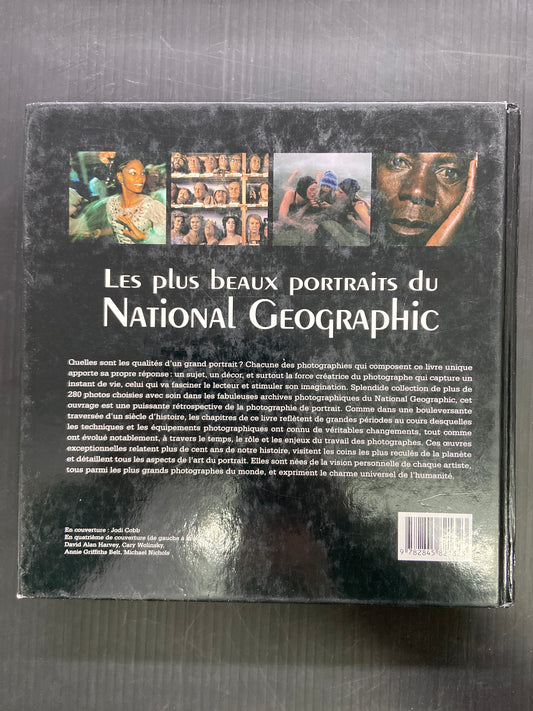 Les plus beaux portraits du
National Geographic
Quelles sont les qualités d'un grand portrait ? Chacune des photographies qui composent ce livre unique
apporte sa propre réponse : un sujet, un décor, et surtout la force créatrice du photographe qui capture un
instant de vie, celui qui va fasciner le lecteur et stimuler son imagination. Splendide collection de plus de
280 photos choisies avec soin dans les fabuleuses archives photographiques du National Geographic, cet
ouvrage est une puissante rétrospective de la photographie de portrait. Comme dans une bouleversante
traversée d'un siècle d'histoire, les chapitres de ce livre reflètent de grandes périodes au cours desquelles
les techniques et les équipements photographiques ont connu de véritables changements, tout comme
ont évolué notablement, à travers le temps, le rôle et les enjeux du travail des photographes. Ces œuvres
exceptionnelles relatent plus de cent ans de notre histoire, visitent les coins les plus reculés de la planète
et détaillent tous les aspects de l'art du portrait. Elles sont nées de la vision personnelle de chaque artiste,
tous parmi les plus grands photographes du monde, et expriment le charme universel de l'humanité.
En couverture : Jodi Cobb
En quatrième de couverture (de gauche à
David Alan Harvey, Cary Wolinsky,
Annie Griffiths Belt, Michael Nichols
9 782845